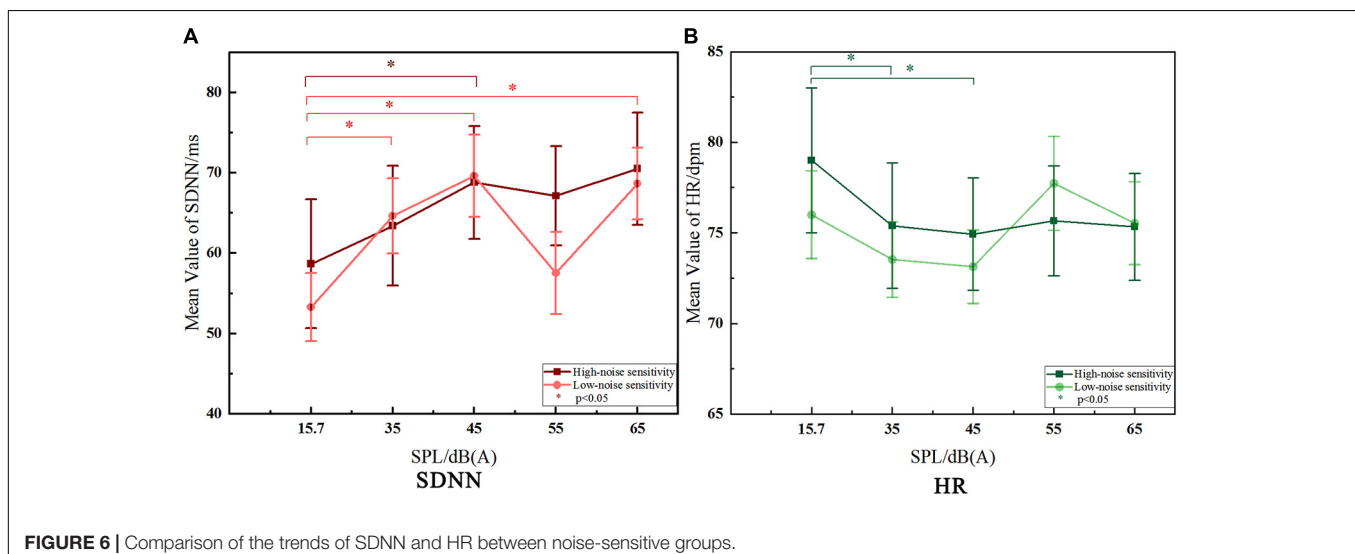 A
*
*
*
*
Mean Value of SDNN/ms
80
70
60
50
40
15.7
35
45
55
65
High-noise sensitivity
Low-noise sensitivity
* p<0.05
SPL/dB(A)
SDNN
B
*
*
Mean Value of HR/dpm
85
80
75
75
65
15.7
35
45
55
65
High-noise sensitivity
Low-noise sensitivity
* p<0.05
SPL/dB(A)
HR
FIGURE 6 | Comparison of the trends of SDNN and HR between noise-sensitive groups.